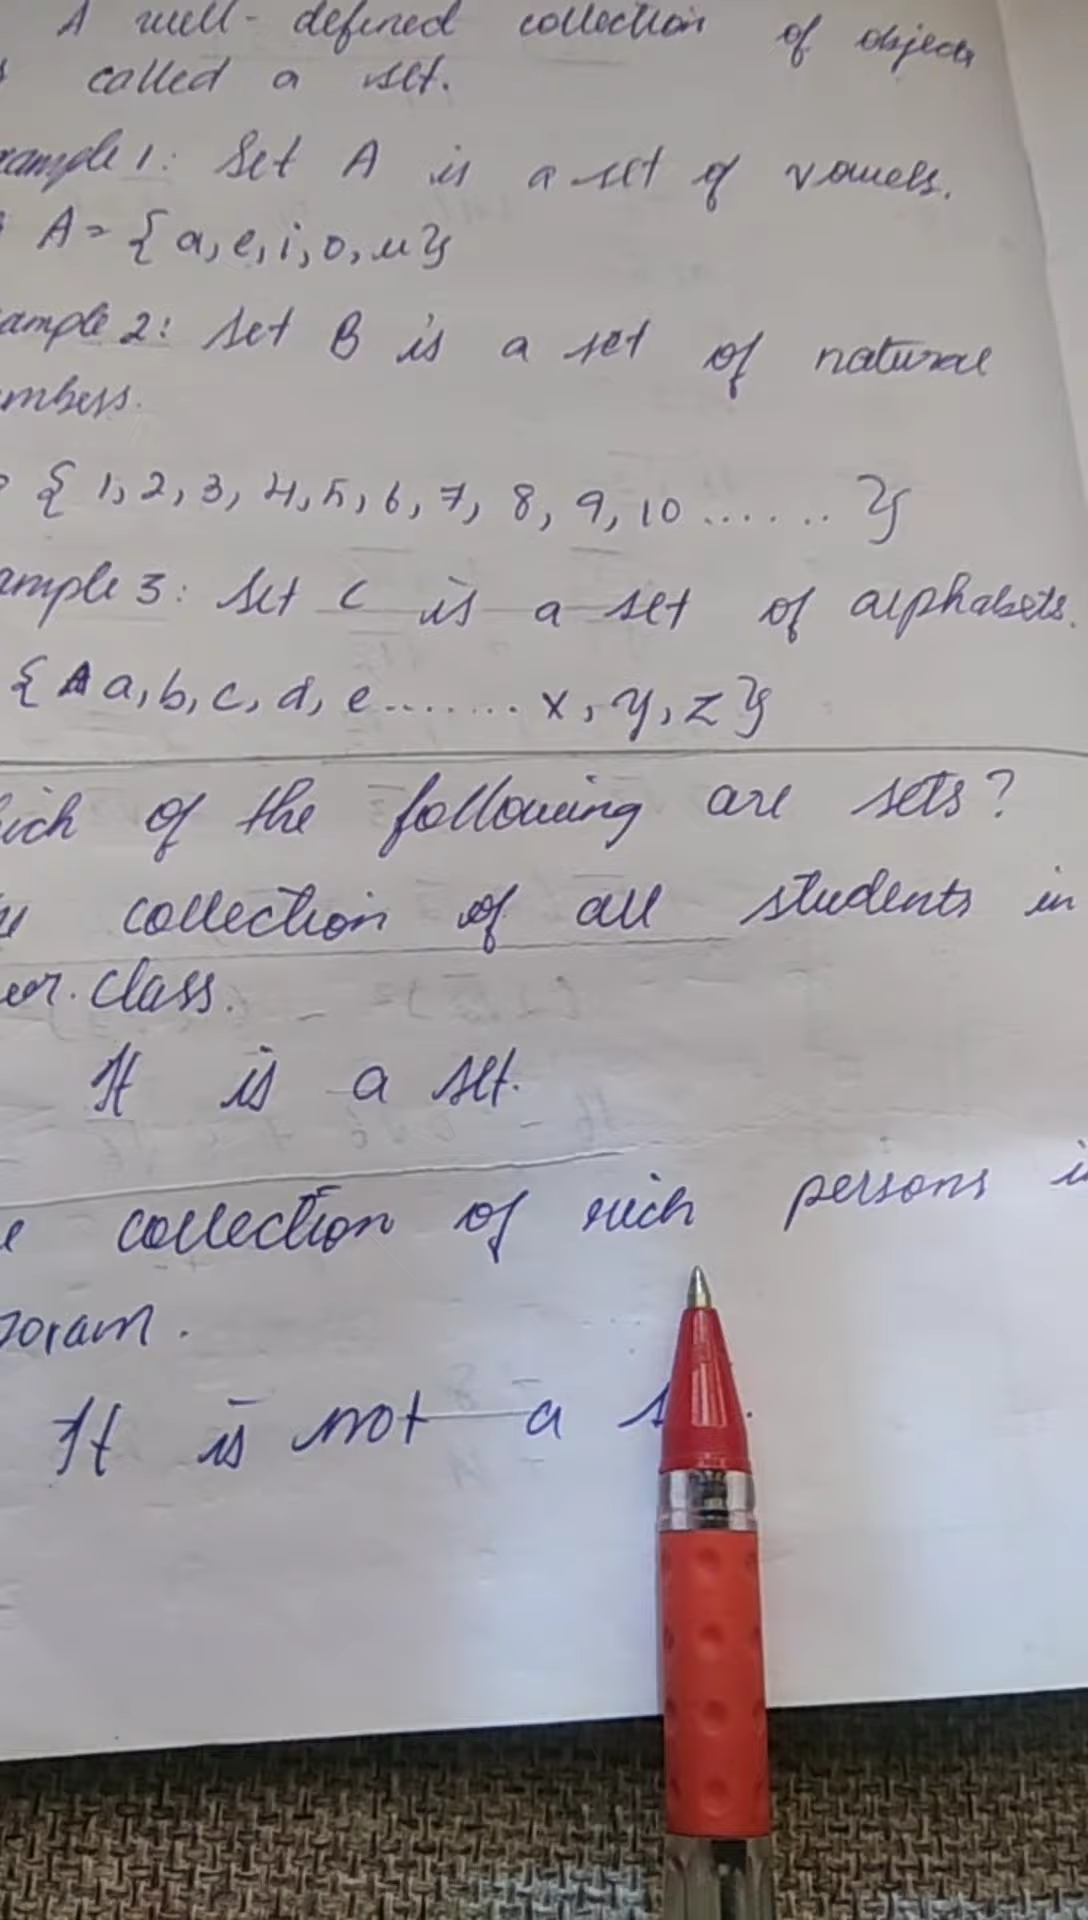 A well-defined collection of objects
called a set.
Example 1: Set A is a set of vowels.
A = {a, e, i, o, u}
Example 2: Set B is a set of natural
numbers.
{1, 2, 3, 4, 5, 6, 7, 8, 9, 10 ...... }
Example 3: Set C is a set of alphabets.
{A a, b, c, d, e ........ x, y, z}
Which of the following are sets?
collection of all students in
class.
It is a set.
collection of rich persons
It is not a